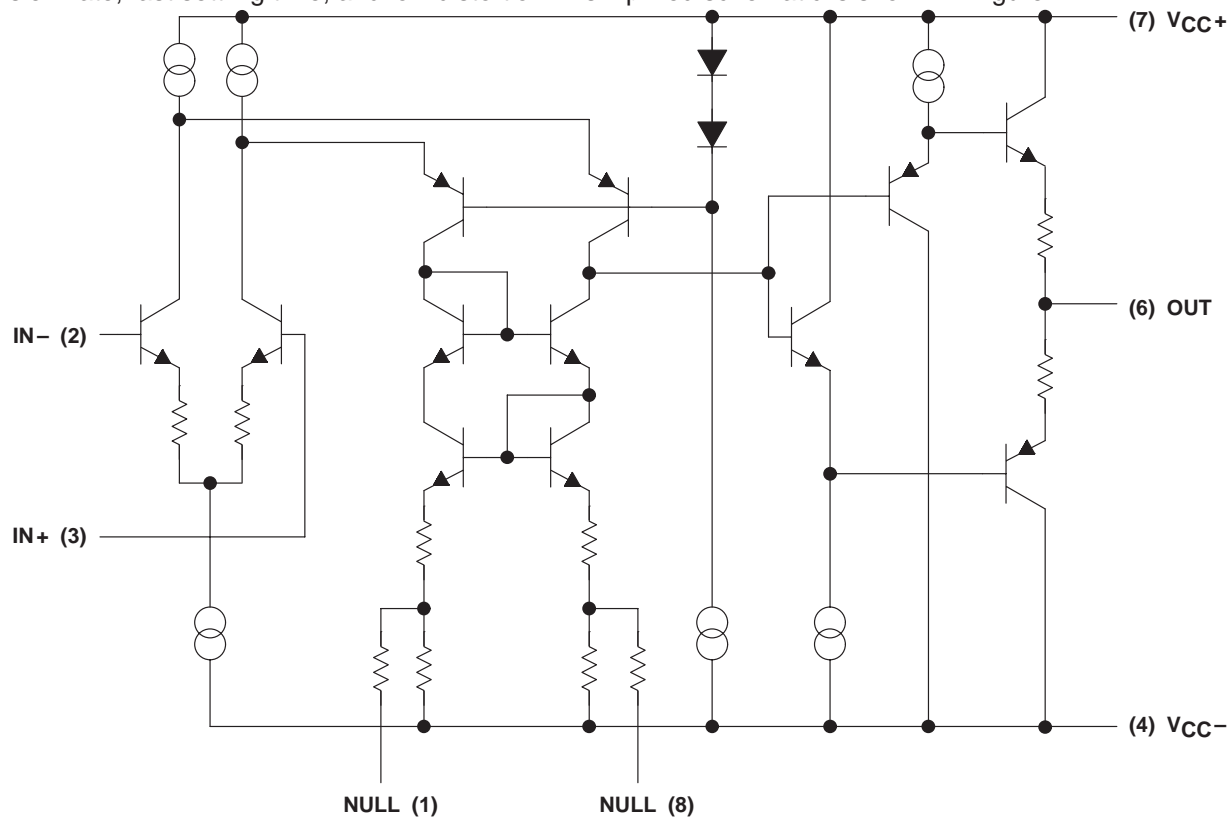 (7) VCC+
IN− (2)
(6) OUT
IN+ (3)
(4) VCC−
NULL (1)
NULL (8)